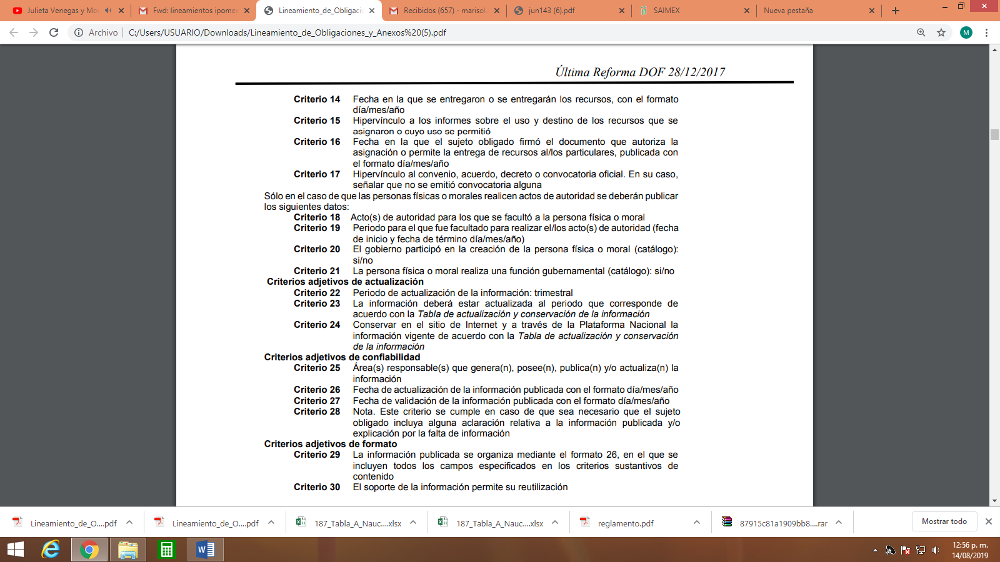 Julieta Venegas y Mo
Fwd: lineamientos ipome
Lineamiento_de_Obligacio
Recibidos (657) - marisol.
jun143 (6).pdf
SAIMEX
Nueva pestaña
Archivo
C:/Users/USUARIO/Downloads/Lineamiento_de_Obligaciones_y_Anexos%20(5).pdf
M
Última Reforma DOF 28/12/2017
Criterio 14 Fecha en la que se entregaron o se entregarán los recursos, con el formato
día/mes/año
Criterio 15 Hipervínculo a los informes sobre el uso y destino de los recursos que se
asignaron o cuyo uso se permitió
Criterio 16 Fecha en la que el sujeto obligado firmó el documento que autoriza la
asignación o permite la entrega de recursos al/los particulares, publicada con
el formato día/mes/año
Criterio 17 Hipervínculo al convenio, acuerdo, decreto o convocatoria oficial. En su caso,
señalar que no se emitió convocatoria alguna
Sólo en el caso de que las personas físicas o morales realicen actos de autoridad se deberán publicar
los siguientes datos:
Criterio 18 Acto(s) de autoridad para los que se facultó a la persona física o moral
Criterio 19 Periodo para el que fue facultado para realizar el/los acto(s) de autoridad (fecha
de inicio y fecha de término día/mes/año)
Criterio 20 El gobierno participó en la creación de la persona física o moral (catálogo):
si/no
Criterio 21 La persona física o moral realiza una función gubernamental (catálogo): si/no
Criterios adjetivos de actualización
Criterio 22 Periodo de actualización de la información: trimestral
Criterio 23 La información deberá estar actualizada al periodo que corresponde de
acuerdo con la Tabla de actualización y conservación de la información
Criterio 24 Conservar en el sitio de Internet y a través de la Plataforma Nacional la
información vigente de acuerdo con la Tabla de actualización y conservación
de la información
Criterios adjetivos de confiabilidad
Criterio 25 Área(s) responsable(s) que genera(n), posee(n), publica(n) y/o actualiza(n) la
información
Criterio 26 Fecha de actualización de la información publicada con el formato día/mes/año
Criterio 27 Fecha de validación de la información publicada con el formato día/mes/año
Criterio 28 Nota. Este criterio se cumple en caso de que sea necesario que el sujeto
obligado incluya alguna aclaración relativa a la información publicada y/o
explicación por la falta de información
Criterios adjetivos de formato
Criterio 29 La información publicada se organiza mediante el formato 26, en el que se
incluyen todos los campos especificados en los criterios sustantivos de
contenido
Criterio 30 El soporte de la información permite su reutilización
Lineamiento_de_O....pdf
Lineamiento_de_O....pdf
187_Tabla_A_Nauc....xlsx
187_Tabla_A_Nauc....xlsx
reglamento.pdf
87915c81a1909bb8....rar
Mostrar todo
12:56 p. m.
14/08/2019